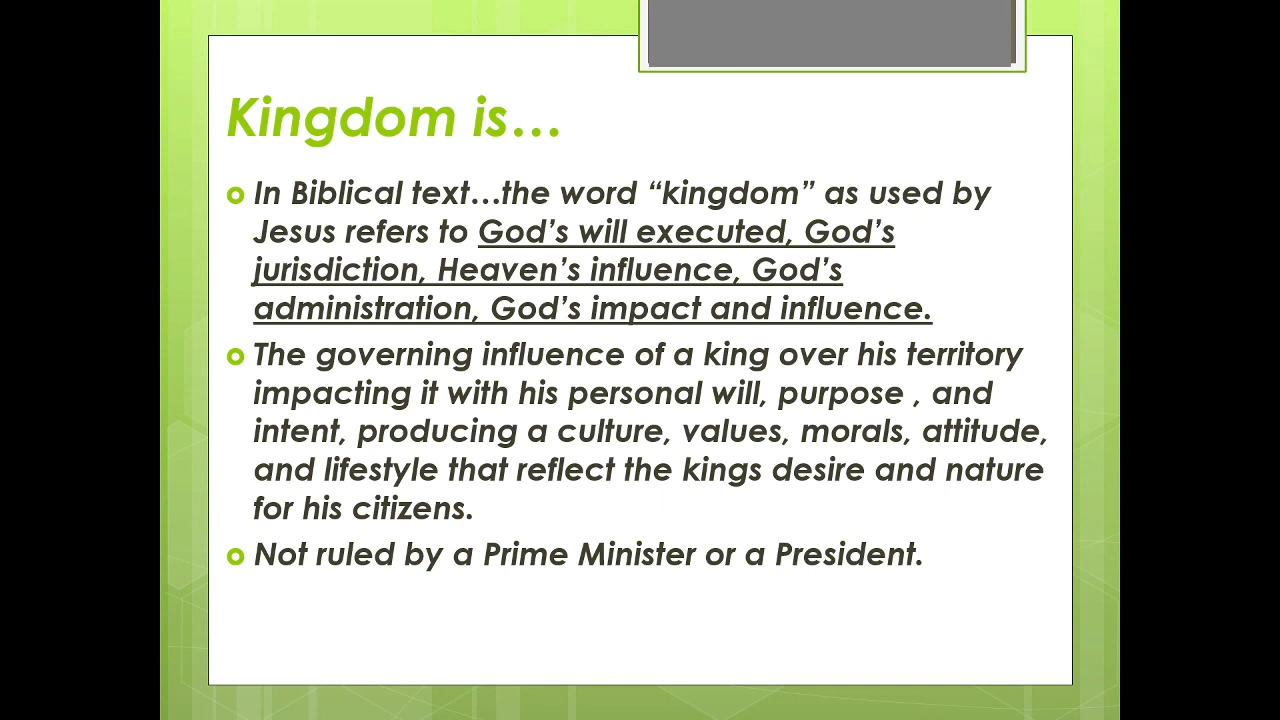 Kingdom is…
In Biblical text…the word “kingdom” as used by
Jesus refers to God’s will executed, God’s
jurisdiction, Heaven’s influence, God’s
administration, God’s impact and influence.
The governing influence of a king over his territory
impacting it with his personal will, purpose , and
intent, producing a culture, values, morals, attitude,
and lifestyle that reflect the kings desire and nature
for his citizens.
Not ruled by a Prime Minister or a President.